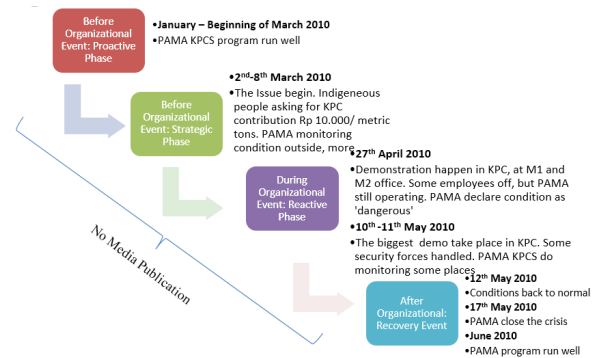 Before
Organizational
Event: Proactive
Phase
•January – Beginning of March 2010
•PAMA KPCS program run well
Before
Organizational
Event: Strategic
Phase
•2nd-8th March 2010
•The Issue begin. Indigeneous
people asking for KPC
contribution Rp 10.000/ metric
tons. PAMA monitoring
condition outside, more
During
Organizational
Event: Reactive
Phase
•27th April 2010
•Demonstration happen in KPC, at M1 and
M2 office. Some employees off, but PAMA
still operating. PAMA declare condition as
'dangerous'
•10th -11th May 2010
•The biggest demo take place in KPC. Some
security forces handled. PAMA KPCS do
monitoring some places
After
Organizational:
Recovery Event
•12th May 2010
•Conditions back to normal
•17th May 2010
•PAMA close the crisis
•June 2010
•PAMA program run well
No Media Publication